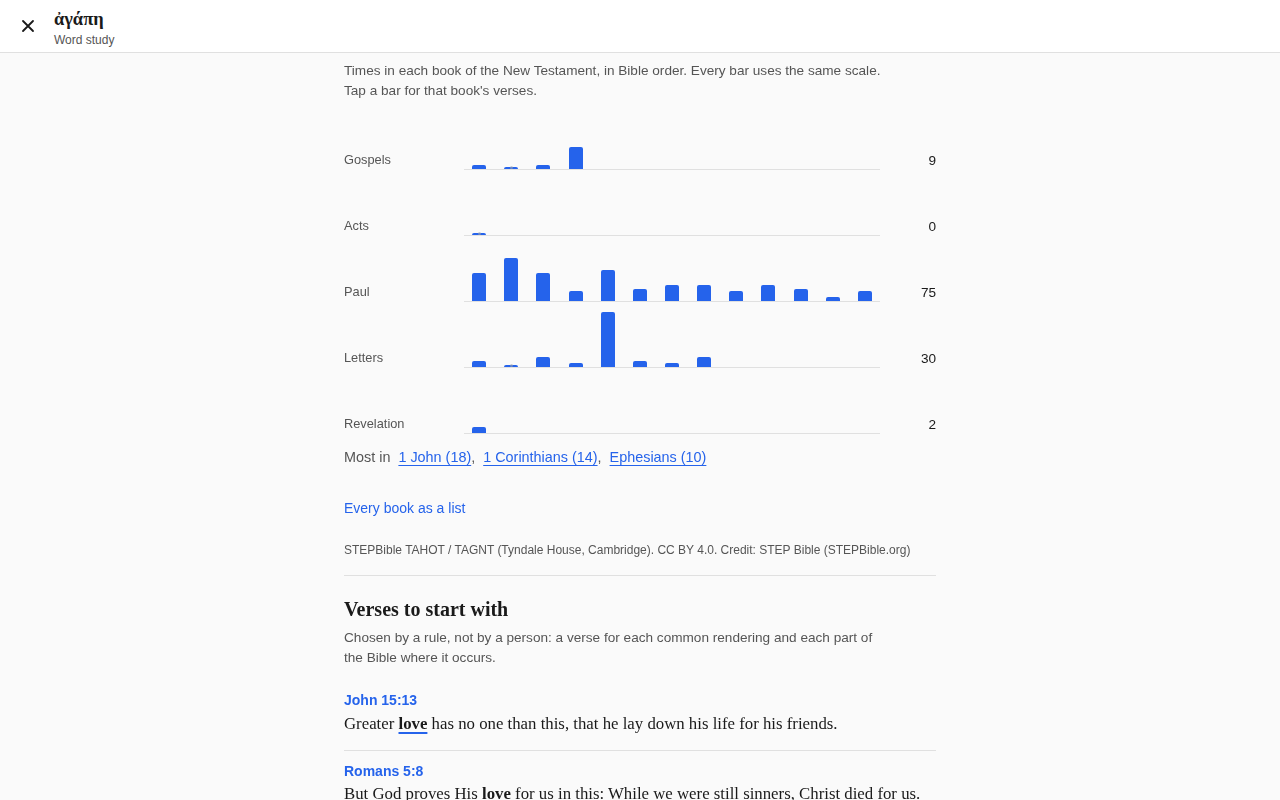 ἀγάπη
Word study
Times in each book of the New Testament, in Bible order. Every bar uses the same scale.
Tap a bar for that book's verses.
Gospels 9
Acts 0
Paul 75
Letters 30
Revelation 2
Most in 1 John (18), 1 Corinthians (14), Ephesians (10)
Every book as a list
STEPBible TAHOT / TAGNT (Tyndale House, Cambridge). CC BY 4.0. Credit: STEP Bible (STEPBible.org)
Verses to start with
Chosen by a rule, not by a person: a verse for each common rendering and each part of
the Bible where it occurs.
John 15:13
Greater love has no one than this, that he lay down his life for his friends.
Romans 5:8
But God proves His love for us in this: While we were still sinners, Christ died for us.